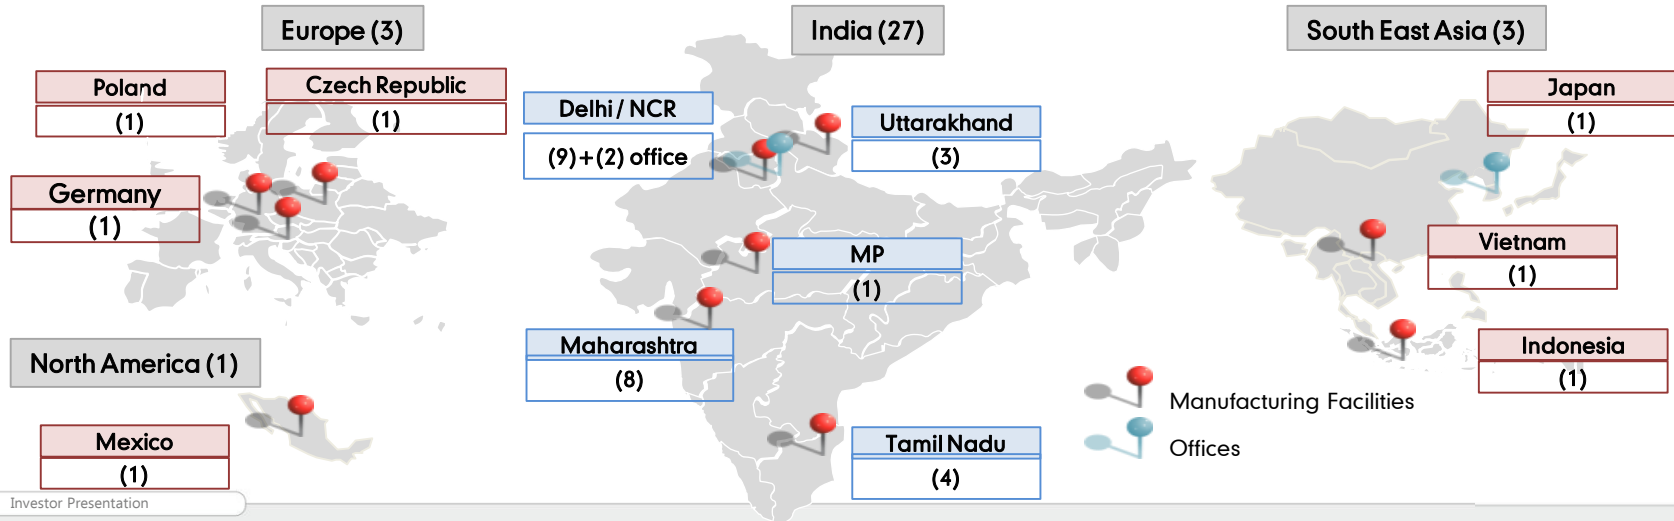 Europe (3)
India (27)
South East Asia (3)
Poland
(1)
Czech Republic
(1)
Germany
(1)
Delhi / NCR
(9)+(2) office
Uttarakhand
(3)
MP
(1)
Maharashtra
(8)
Tamil Nadu
(4)
Japan
(1)
Vietnam
(1)
Indonesia
(1)
North America (1)
Mexico
(1)
Manufacturing Facilities
Offices
Investor Presentation